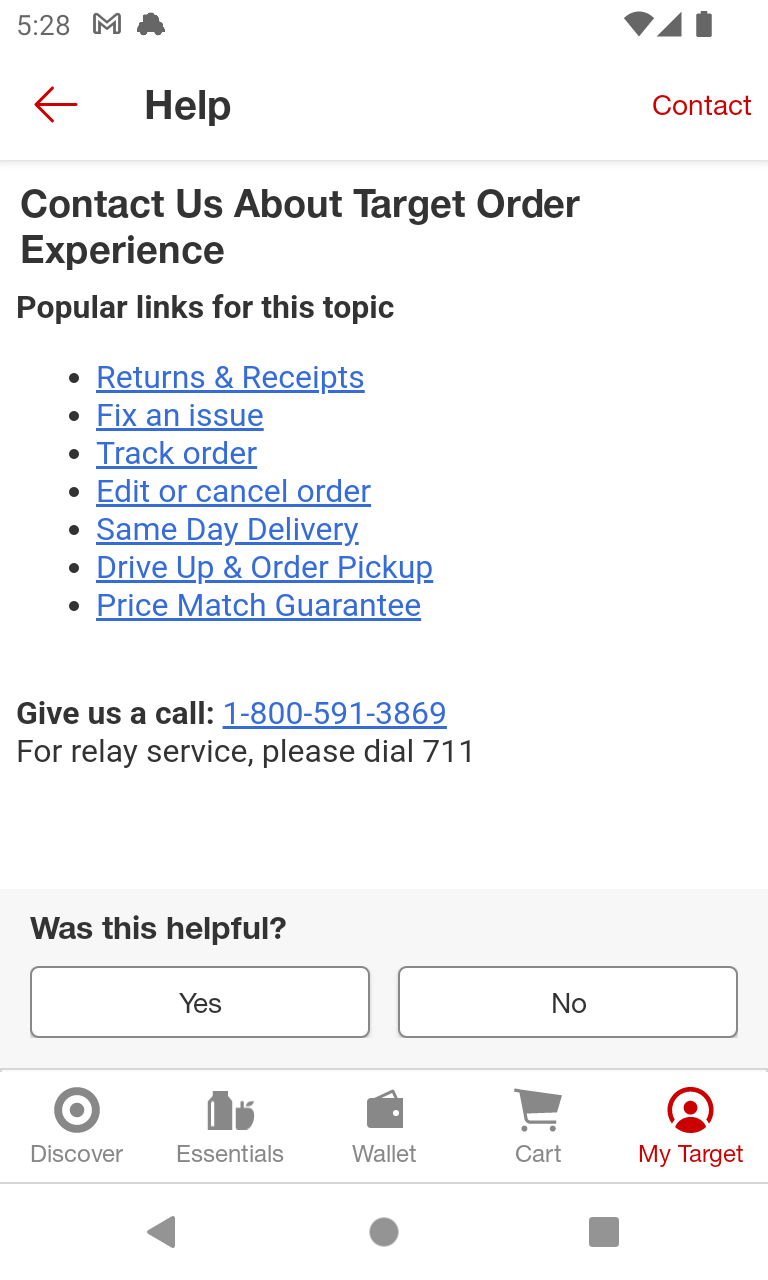 5:28
Help
Contact
Contact Us About Target Order
Experience
Popular links for this topic
Returns & Receipts
Fix an issue
Track order
Edit or cancel order
Same Day Delivery
Drive Up & Order Pickup
Price Match Guarantee
Give us a call: 1-800-591-3869
For relay service, please dial 711
Was this helpful?
Yes
No
Discover
Essentials
Wallet
Cart
My Target